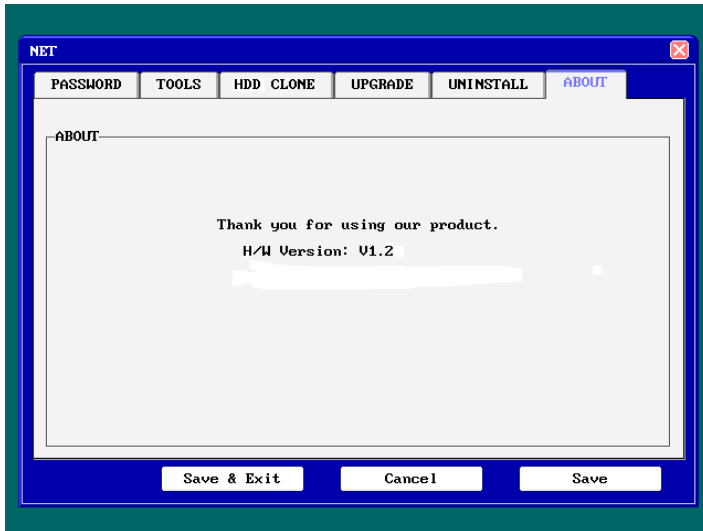 NET
PASSWORD TOOLS HDD CLONE UPGRADE UNINSTALL ABOUT
ABOUT
Thank you for using our product.
H/W Version: V1.2
Save & Exit Cancel Save